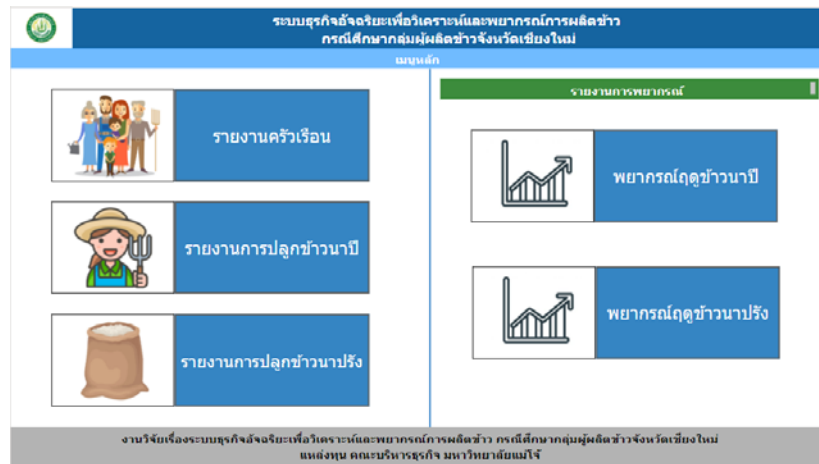 ระบบธุรกิจอัจฉริยะเพื่อวิเคราะห์และพยากรณ์การผลิตข้าว
กรณีศึกษากลุ่มผู้ผลิตข้าวจังหวัดเชียงใหม่
เมนูหลัก
รายงานครัวเรือน
รายงานการปลูกข้าวนาปี
รายงานการปลูกข้าวนาปรัง
รายงานการพยากรณ์
พยากรณ์ฤดูข้าวนาปี
พยากรณ์ฤดูข้าวนาปรัง
งานวิจัยเรื่องระบบธุรกิจอัจฉริยะเพื่อวิเคราะห์และพยากรณ์การผลิตข้าว กรณีศึกษากลุ่มผู้ผลิตข้าวจังหวัดเชียงใหม่
แหล่งทุน คณะบริหารธุรกิจ มหาวิทยาลัยแม่โจ้